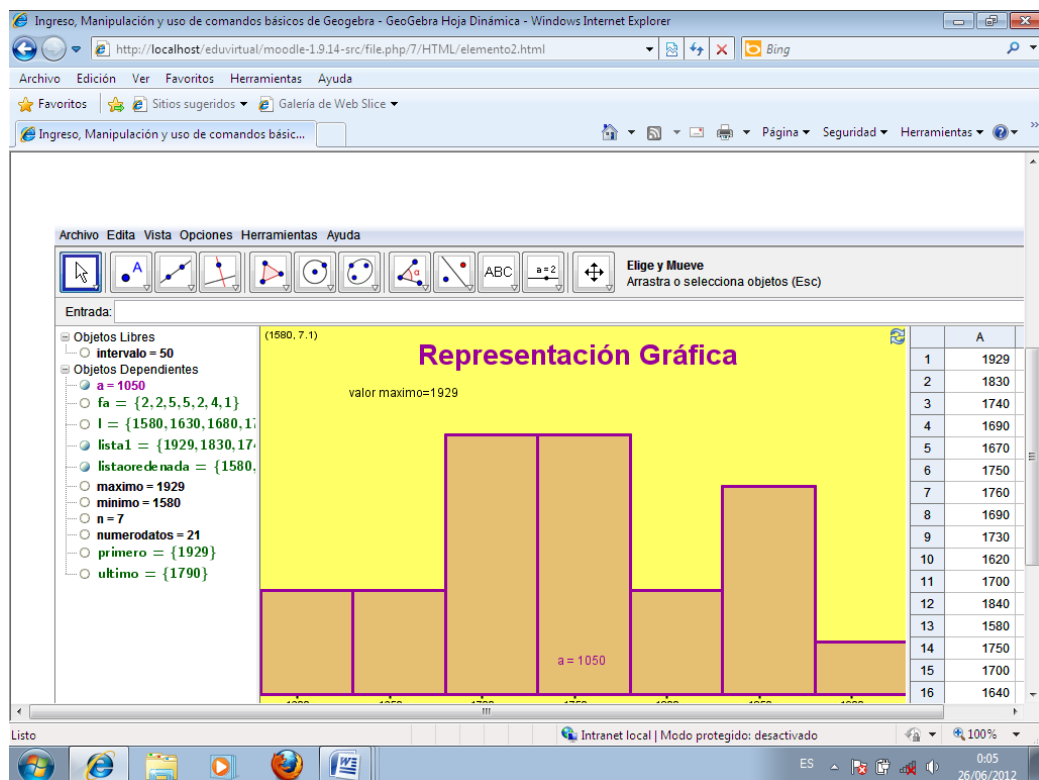 Ingreso, Manipulación y uso de comandos básicos de Geogebra - GeoGebra Hoja Dinámica - Windows Internet Explorer
http://localhost/eduvirtual/moodle-1.9.14-src/file.php/7/HTML/elemento2.html
Bing
Archivo Edición Ver Favoritos Herramientas Ayuda
Favoritos Sitios sugeridos Galería de Web Slice
Ingreso, Manipulación y uso de comandos básic...
Página Seguridad Herramientas »
Archivo Edita Vista Opciones Herramientas Ayuda
A α ABC a=2
Elige y Mueve
Arrastra o selecciona objetos (Esc)
Entrada:
Objetos Libres
intervalo = 50
Objetos Dependientes
a = 1050
fa = {2,2,5,5,2,4,1}
l = {1580,1630,1680,17
lista1 = {1929,1830,174
listaoredenada = {1580,
maximo = 1929
minimo = 1580
n = 7
numerodatos = 21
primero = {1929}
ultimo = {1790}
(1580, 7.1)
Representación Gráfica
valor maximo=1929
a = 1050
A
1 1929
2 1830
3 1740
4 1690
5 1670
6 1750
7 1760
8 1690
9 1730
10 1620
11 1700
12 1840
13 1580
14 1750
15 1700
16 1640
Listo
Intranet local | Modo protegido: desactivado
100%
ES
0:05
26/06/2012